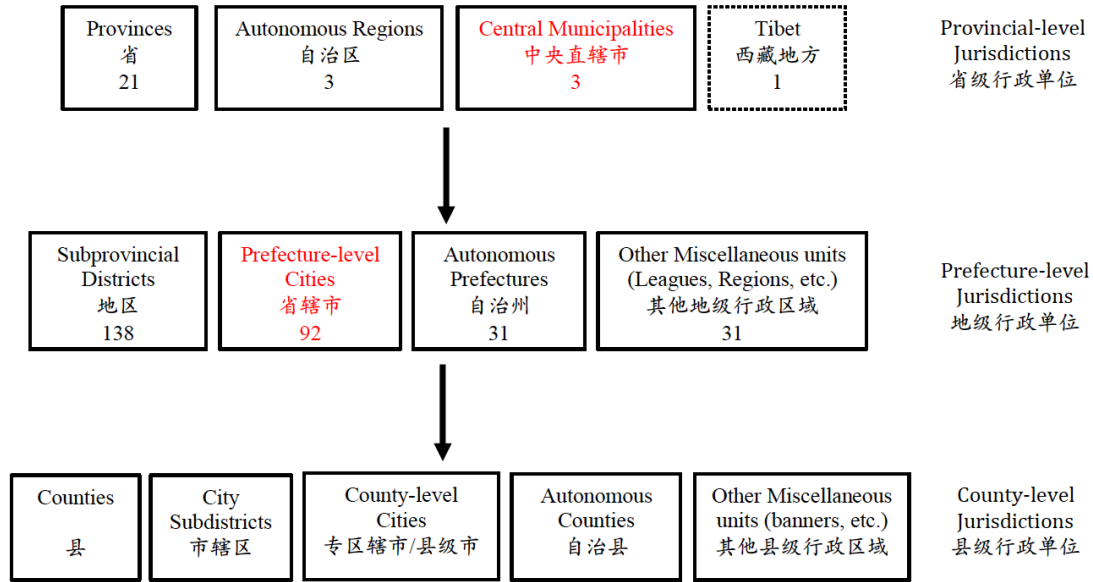 Provinces
省
21
Autonomous Regions
自治区
3
Central Municipalities
中央直辖市
3
Tibet
西藏地方
1
Provincial-level
Jurisdictions
省级行政单位
Subprovincial
Districts
地区
138
Prefecture-level
Cities
省辖市
92
Autonomous
Prefectures
自治州
31
Other Miscellaneous units
(Leagues, Regions, etc.)
其他地级行政区域
31
Prefecture-level
Jurisdictions
地级行政单位
Counties
县
City
Subdistricts
市辖区
County-level
Cities
专区辖市/县级市
Autonomous
Counties
自治县
Other Miscellaneous
units (banners, etc.)
其他县级行政区域
County-level
Jurisdictions
县级行政单位